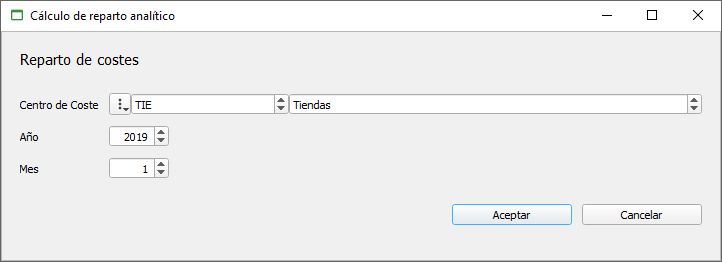 Cálculo de reparto analítico
Reparto de costes
Centro de Coste TIE Tiendas
Año 2019
Mes 1
Aceptar Cancelar